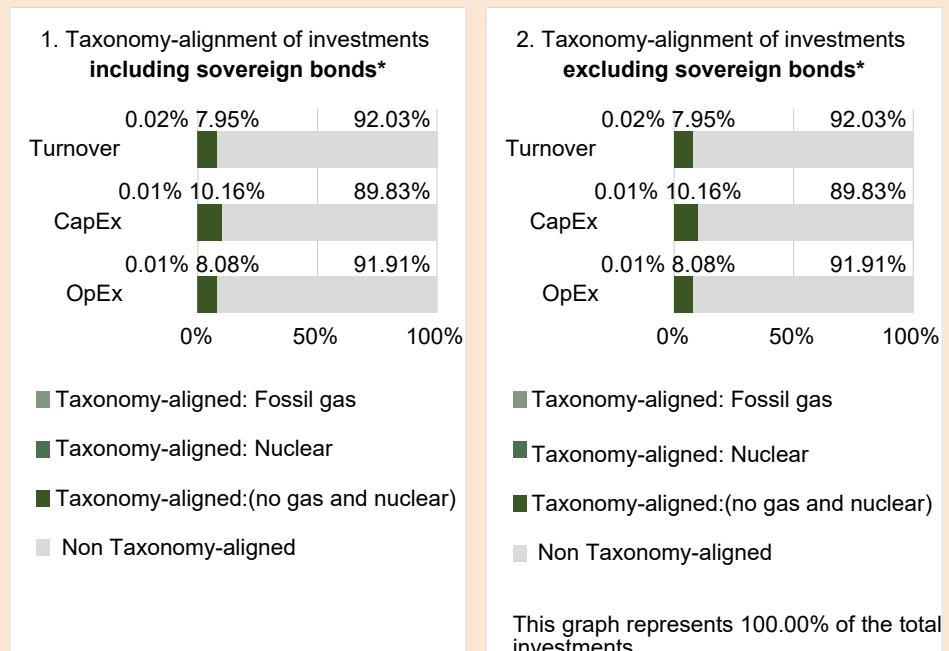 1. Taxonomy-alignment of investments
including sovereign bonds*
0.02% 7.95% 92.03%
Turnover
0.01% 10.16% 89.83%
CapEx
0.01% 8.08% 91.91%
OpEx
0% 50% 100%
Taxonomy-aligned: Fossil gas
Taxonomy-aligned: Nuclear
Taxonomy-aligned:(no gas and nuclear)
Non Taxonomy-aligned
2. Taxonomy-alignment of investments
excluding sovereign bonds*
0.02% 7.95% 92.03%
Turnover
0.01% 10.16% 89.83%
CapEx
0.01% 8.08% 91.91%
OpEx
0% 50% 100%
Taxonomy-aligned: Fossil gas
Taxonomy-aligned: Nuclear
Taxonomy-aligned:(no gas and nuclear)
Non Taxonomy-aligned
This graph represents 100.00% of the total
investments